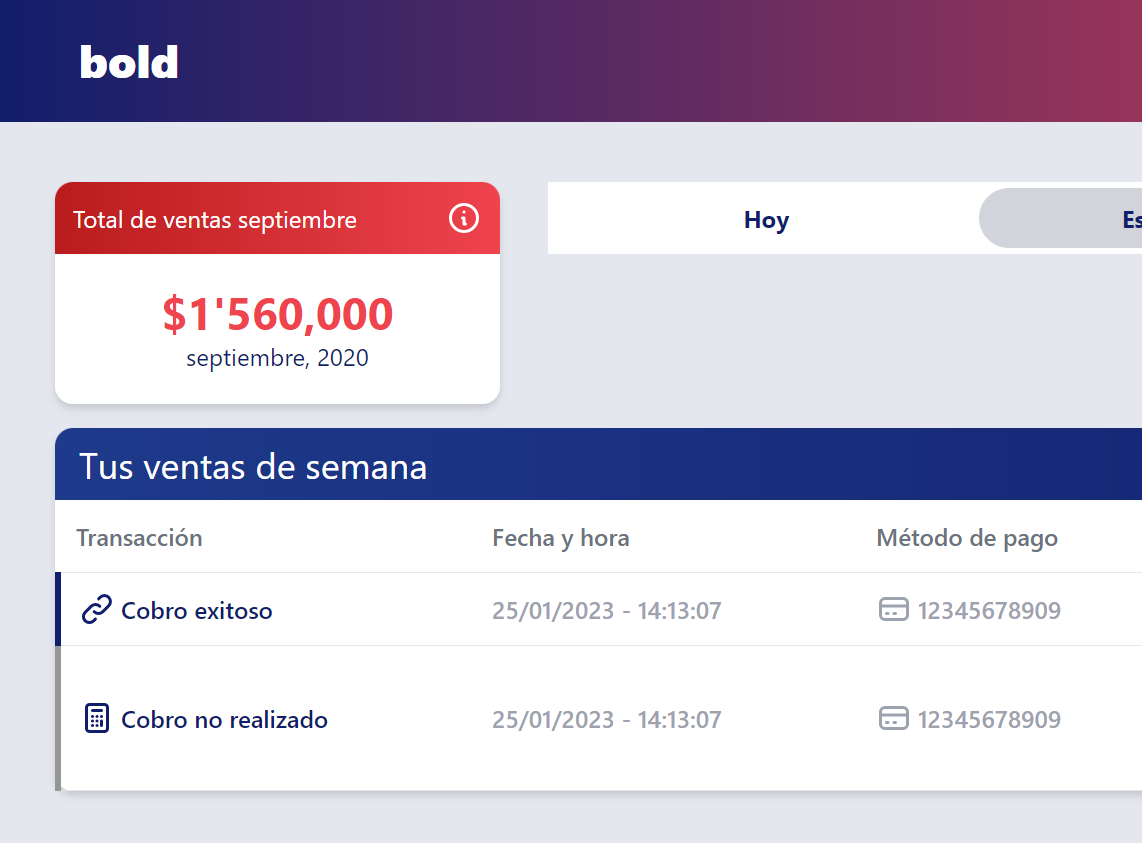 bold
Total de ventas septiembre
Hoy
$1'560,000
septiembre, 2020
Tus ventas de semana
Transacción Fecha y hora Método de pago
Cobro exitoso 25/01/2023 - 14:13:07 12345678909
Cobro no realizado 25/01/2023 - 14:13:07 12345678909